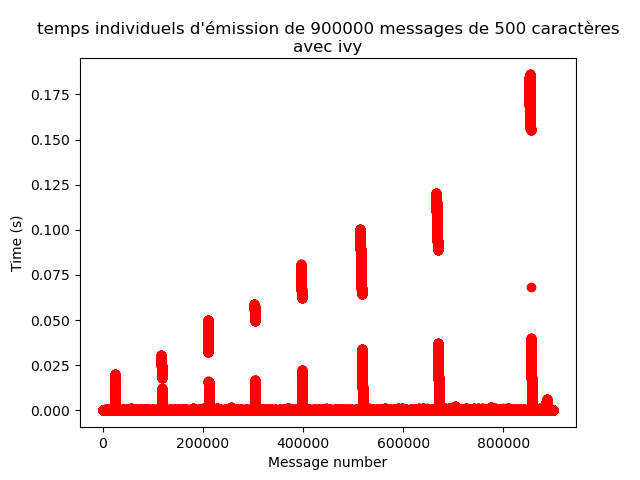 temps individuels d'émission de 900000 messages de 500 caractères
avec ivy
0.175
0.150
0.125
0.100
0.075
0.050
0.025
0.000
Time (s)
0 200000 400000 600000 800000
Message number